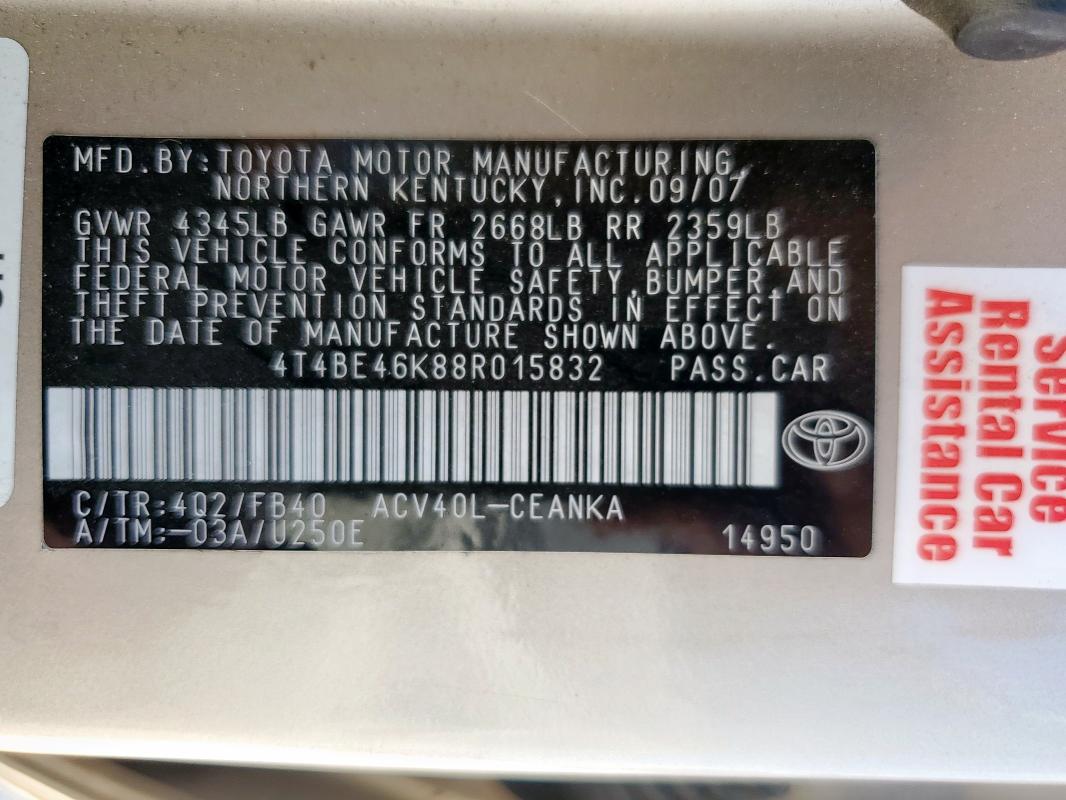 MFD.BY:TOYOTA MOTOR MANUFACTURING,
NORTHERN KENTUCKY,INC.09/07
GVWR 4345LB GAWR FR 2668LB RR 2359LB
THIS VEHICLE CONFORMS TO ALL APPLICABLE
FEDERAL MOTOR VEHICLE SAFETY,BUMPER,AND
THEFT PREVENTION STANDARDS IN EFFECT ON
THE DATE OF MANUFACTURE SHOWN ABOVE.
4T4BE46K88R015832 PASS.CAR
C/TR:4Q2/FB40 ACV40L-CEANKA
A/TM:-03A/U250E 14950
Service
Rental Car
Assistance